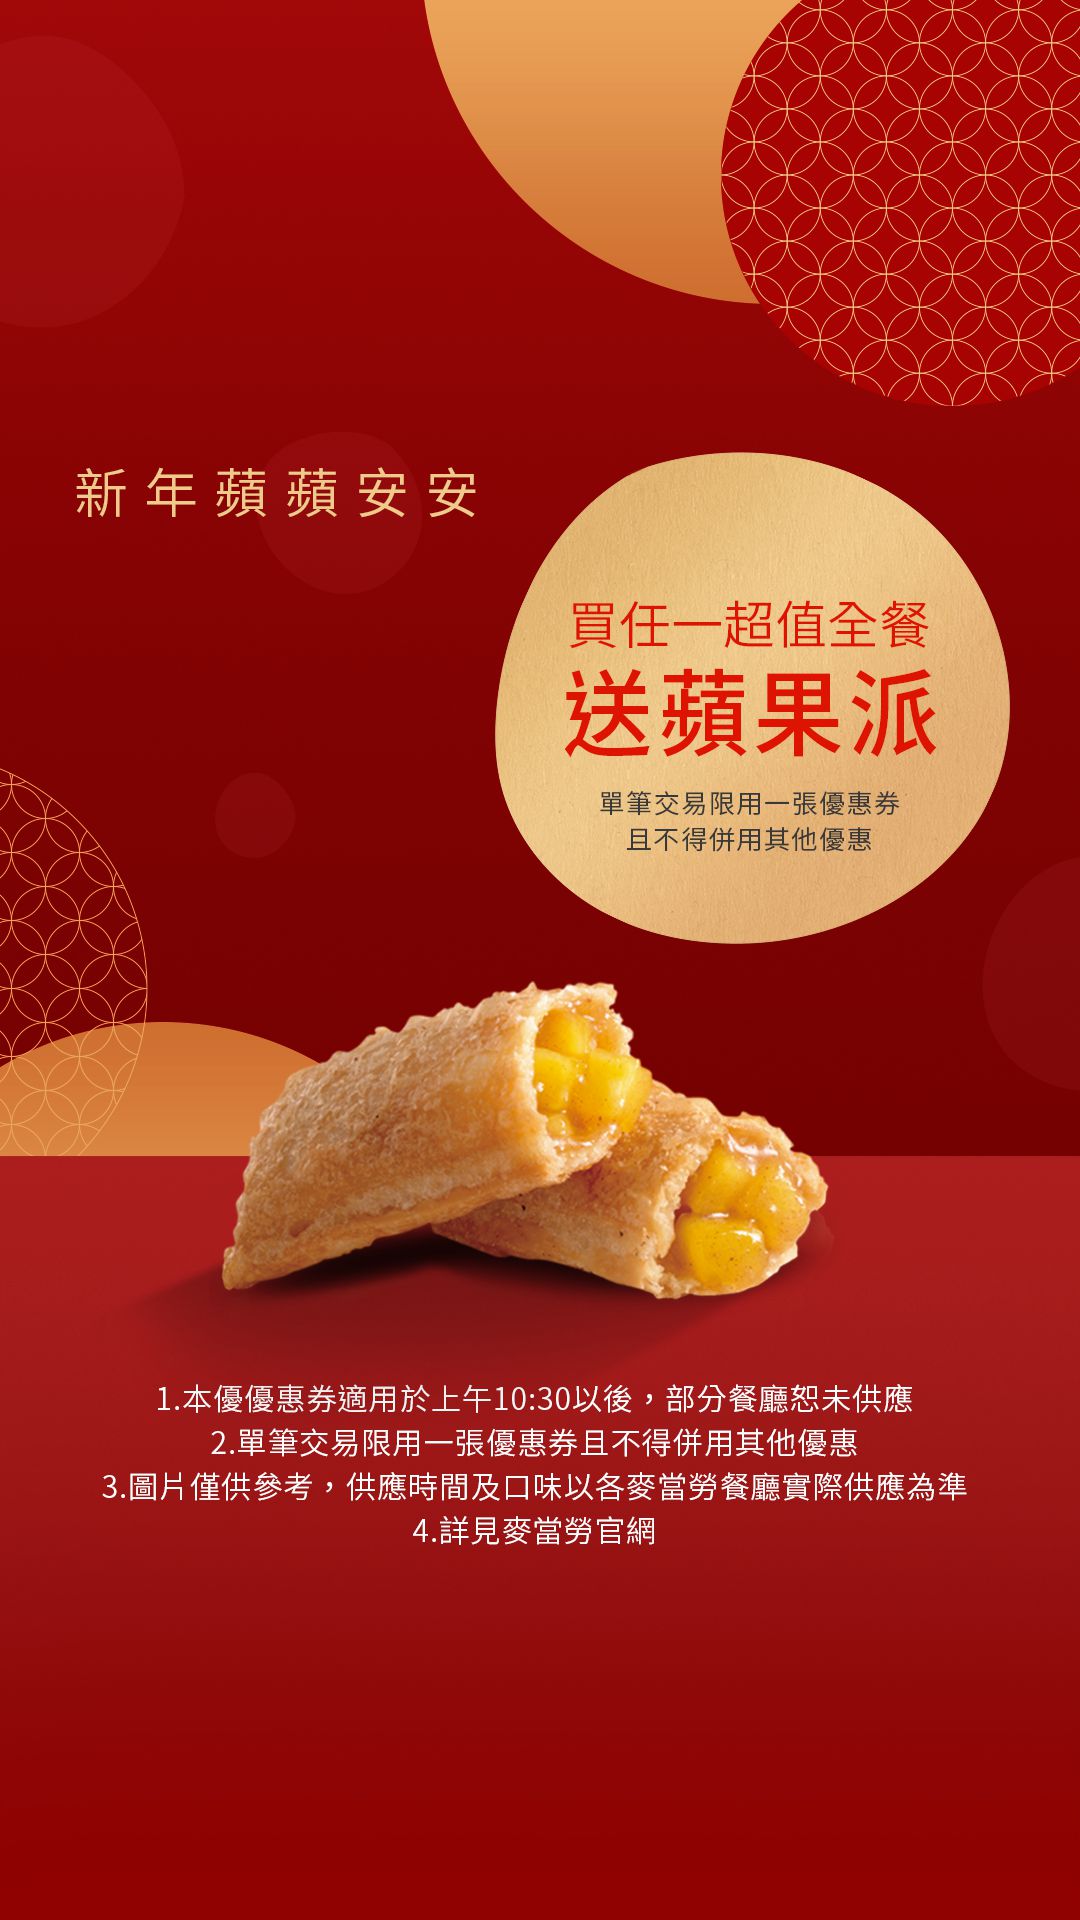 新年蘋蘋安安
買任一超值全餐
送蘋果派
單筆交易限用一張優惠券
且不得併用其他優惠
1.本優優惠券適用於上午10:30以後，部分餐廳恕未供應
2.單筆交易限用一張優惠券且不得併用其他優惠
3.圖片僅供參考，供應時間及口味以各麥當勞餐廳實際供應為準
4.詳見麥當勞官網